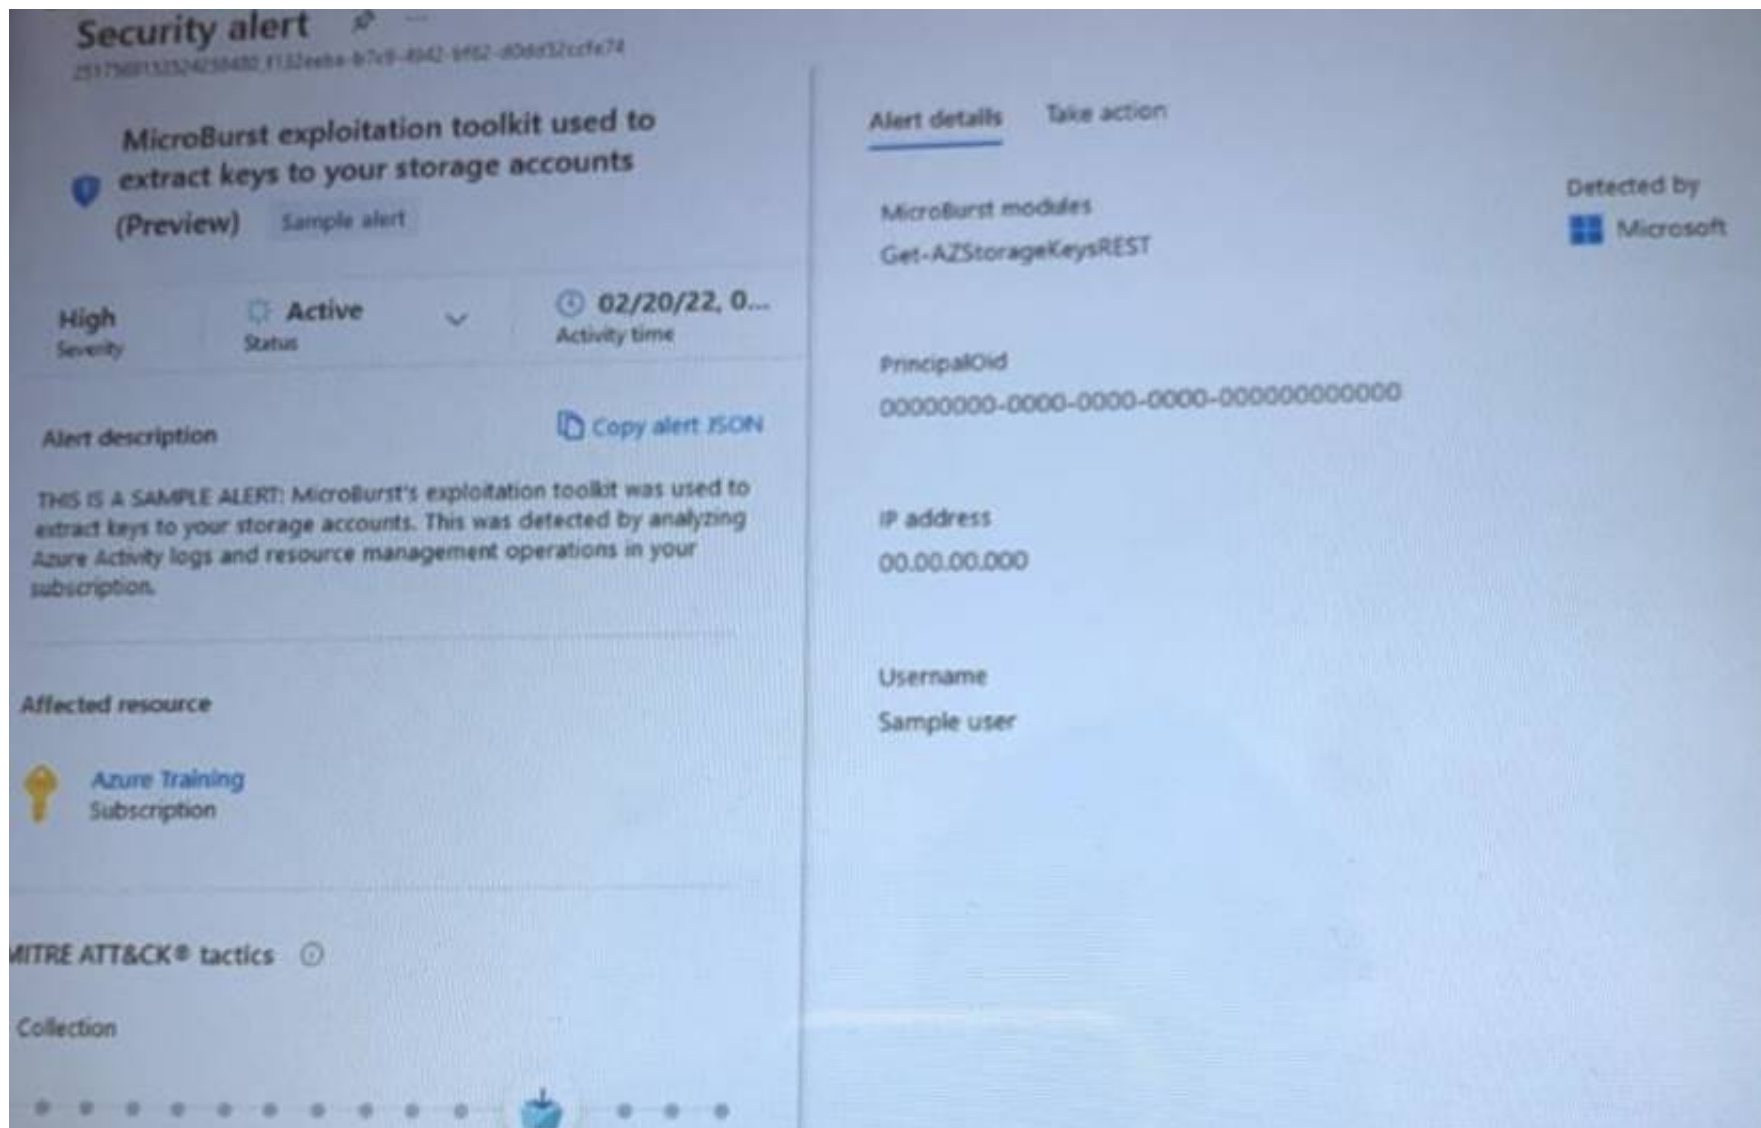 Security alert
MicroBurst exploitation toolkit used to
extract keys to your storage accounts
(Preview) Sample alert
High
Severity
Active
Status
02/20/22, 0...
Activity time
Alert description
Copy alert JSON
THIS IS A SAMPLE ALERT: MicroBurst's exploitation toolkit was used to
extract keys to your storage accounts. This was detected by analyzing
Azure Activity logs and resource management operations in your
subscription.
Affected resource
Azure Training
Subscription
MITRE ATT&CK® tactics
Collection
Alert details Take action
MicroBurst modules
Get-AZStorageKeysREST
Detected by
Microsoft
PrincipalOid
00000000-0000-0000-0000-000000000000
IP address
00.00.00.000
Username
Sample user